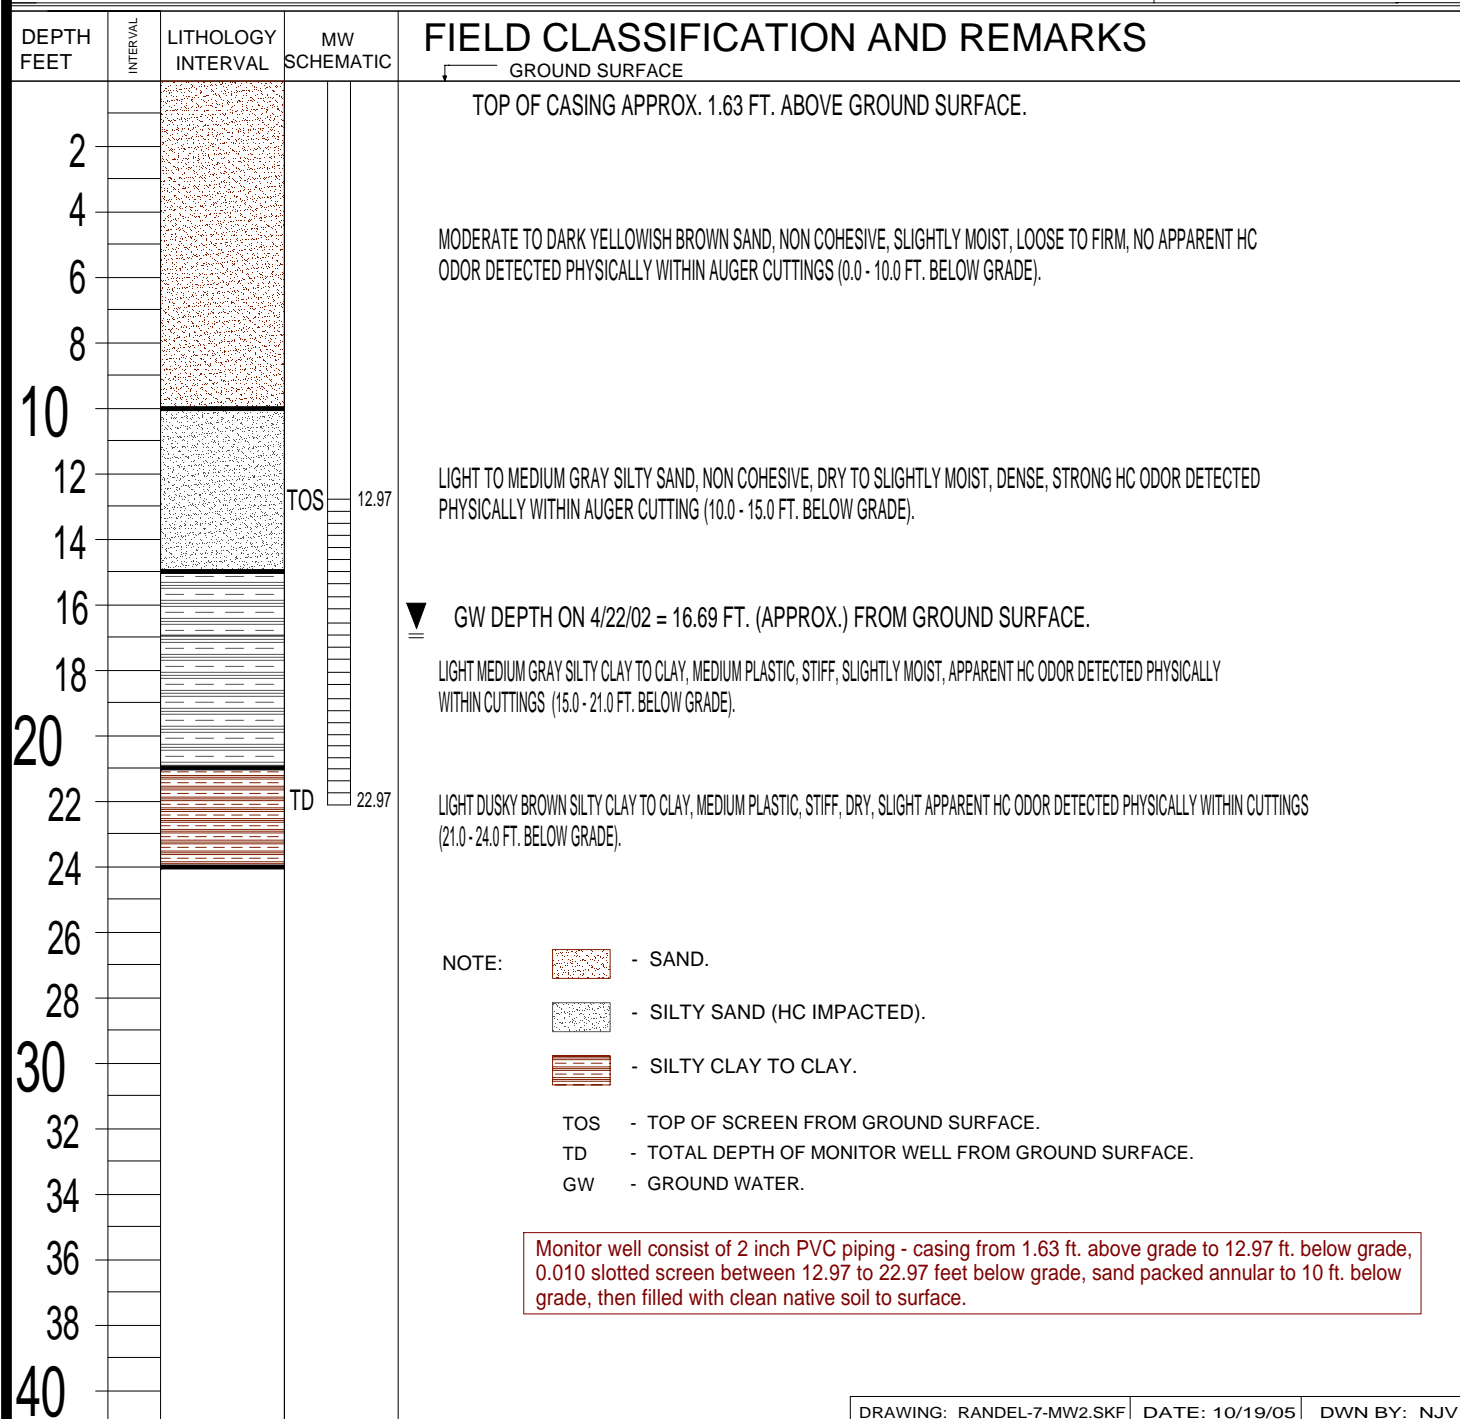 DEPTH FEET
INTERVAL
LITHOLOGY INTERVAL
MW SCHEMATIC
FIELD CLASSIFICATION AND REMARKS
GROUND SURFACE
TOP OF CASING APPROX. 1.63 FT. ABOVE GROUND SURFACE.
2
4
MODERATE TO DARK YELLOWISH BROWN SAND, NON COHESIVE, SLIGHTLY MOIST, LOOSE TO FIRM, NO APPARENT HC
ODOR DETECTED PHYSICALLY WITHIN AUGER CUTTINGS (0.0 - 10.0 FT. BELOW GRADE).
6
8
10
12
LIGHT TO MEDIUM GRAY SILTY SAND, NON COHESIVE, DRY TO SLIGHTLY MOIST, DENSE, STRONG HC ODOR DETECTED
PHYSICALLY WITHIN AUGER CUTTING (10.0 - 15.0 FT. BELOW GRADE).
TOS 12.97
14
16
GW DEPTH ON 4/22/02 = 16.69 FT. (APPROX.) FROM GROUND SURFACE.
18
LIGHT MEDIUM GRAY SILTY CLAY TO CLAY, MEDIUM PLASTIC, STIFF, SLIGHTLY MOIST, APPARENT HC ODOR DETECTED PHYSICALLY
WITHIN CUTTINGS (15.0 - 21.0 FT. BELOW GRADE).
20
22
TD 22.97
LIGHT DUSKY BROWN SILTY CLAY TO CLAY, MEDIUM PLASTIC, STIFF, DRY, SLIGHT APPARENT HC ODOR DETECTED PHYSICALLY WITHIN CUTTINGS
(21.0 - 24.0 FT. BELOW GRADE).
24
26
28
30
32
34
36
38
40
NOTE:
- SAND.
- SILTY SAND (HC IMPACTED).
- SILTY CLAY TO CLAY.
TOS - TOP OF SCREEN FROM GROUND SURFACE.
TD - TOTAL DEPTH OF MONITOR WELL FROM GROUND SURFACE.
GW - GROUND WATER.
Monitor well consist of 2 inch PVC piping - casing from 1.63 ft. above grade to 12.97 ft. below grade,
0.010 slotted screen between 12.97 to 22.97 feet below grade, sand packed annular to 10 ft. below
grade, then filled with clean native soil to surface.
DRAWING: RANDEL-7-MW2.SKF DATE: 10/19/05 DWN BY: NJV